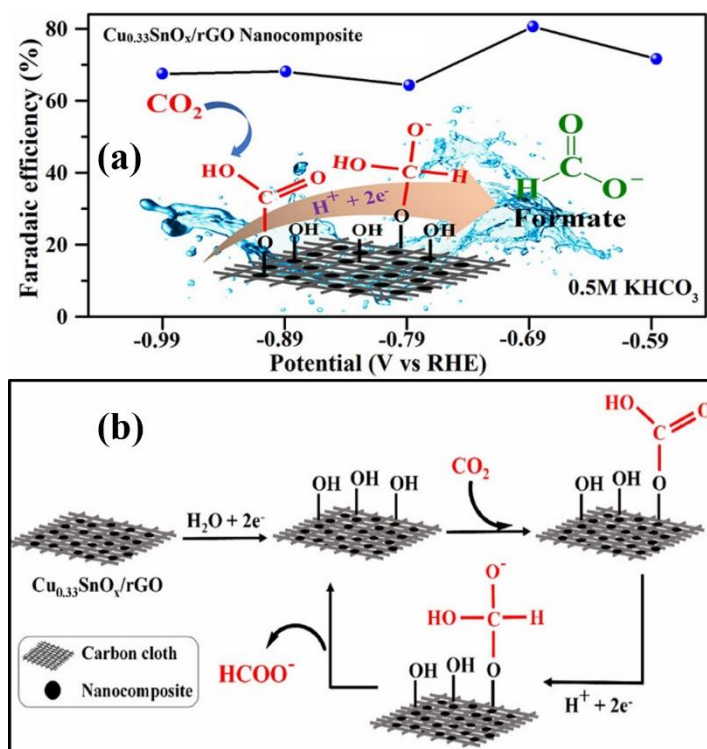 Cu0.33SnOx/rGO Nanocomposite
Faradaic efficiency (%)
80
60
40
20
0
CO2
(a)
HO
C
O
O
OH
OH
OH
O-
HO
C
H
O
H+ + 2e-
O
C
H
O-
Formate
0.5M KHCO3
-0.99
-0.89
-0.79
-0.69
-0.59
Potential (V vs RHE)
(b)
Cu0.33SnOx/rGO
H2O + 2e-
OH
OH
OH
CO2
HO
C
O
O
OH
OH
H+ + 2e-
O-
HO
C
H
O
OH
OH
HCOO-
Carbon cloth
Nanocomposite